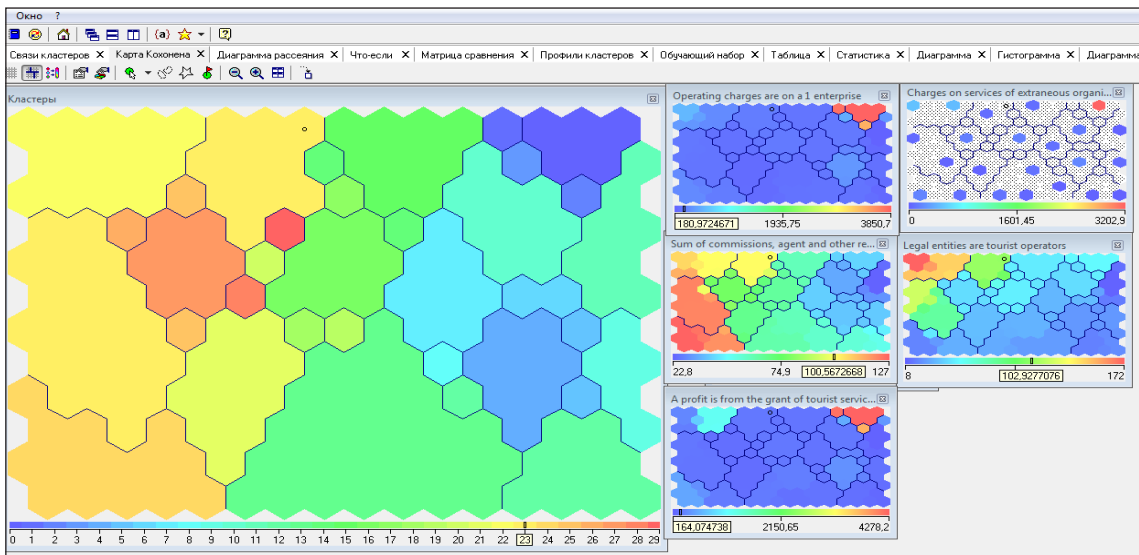 Окно ?
{a}
Связи кластеров X Карта Кохонена X Диаграмма рассеяния X Что-если X Матрица сравнения X Профили кластеров X Обучающий набор X Таблица X Статистика X Диаграмма X Гистограмма X Диаграмм
Кластеры
0 1 2 3 4 5 6 7 8 9 10 11 12 13 14 15 16 17 18 19 20 21 22 23 24 25 26 27 28 29
Operating charges are on a 1 enterprise
180,9724671 1935,75 3850,7
Charges on services of extraneous organi...
0 1601,45 3202,9
Sum of commissions, agent and other re...
22,8 74,9 100,5672668 127
Legal entities are tourist operators
8 102,9277076 172
A profit is from the grant of tourist servic...
164,074738 2150,65 4278,2